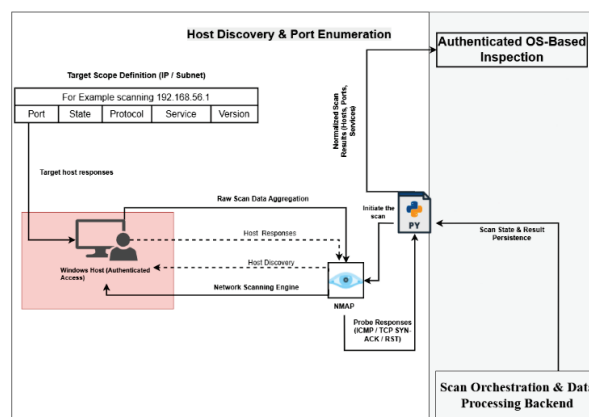 Host Discovery & Port Enumeration
Authenticated OS-Based
Inspection
Target Scope Definition (IP / Subnet)
For Example scanning 192.168.56.1
Port State Protocol Service Version
Normalized Scan
Results (Hosts, Ports,
Services)
Target host responses
Raw Scan Data Aggregation
Initiate the
scan
PY
Scan State & Result
Persistence
Host Responses
Host Discovery
Windows Host (Authenticated
Access)
Network Scanning Engine
NMAP
Probe Responses
(ICMP / TCP SYN-
ACK / RST)
Scan Orchestration & Data
Processing Backend